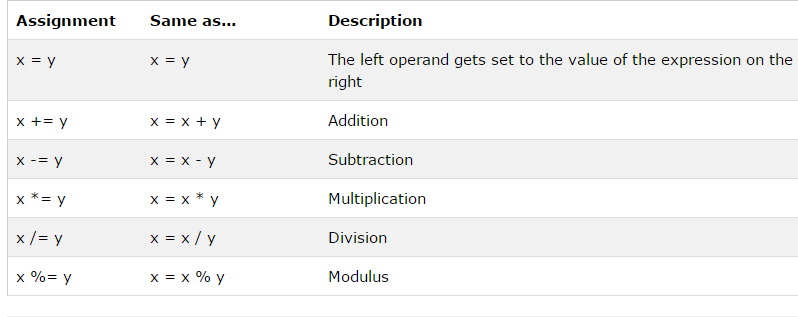 Assignment Same as... Description
x = y x = y The left operand gets set to the value of the expression on the
right
x += y x = x + y Addition
x -= y x = x - y Subtraction
x *= y x = x * y Multiplication
x /= y x = x / y Division
x %= y x = x % y Modulus